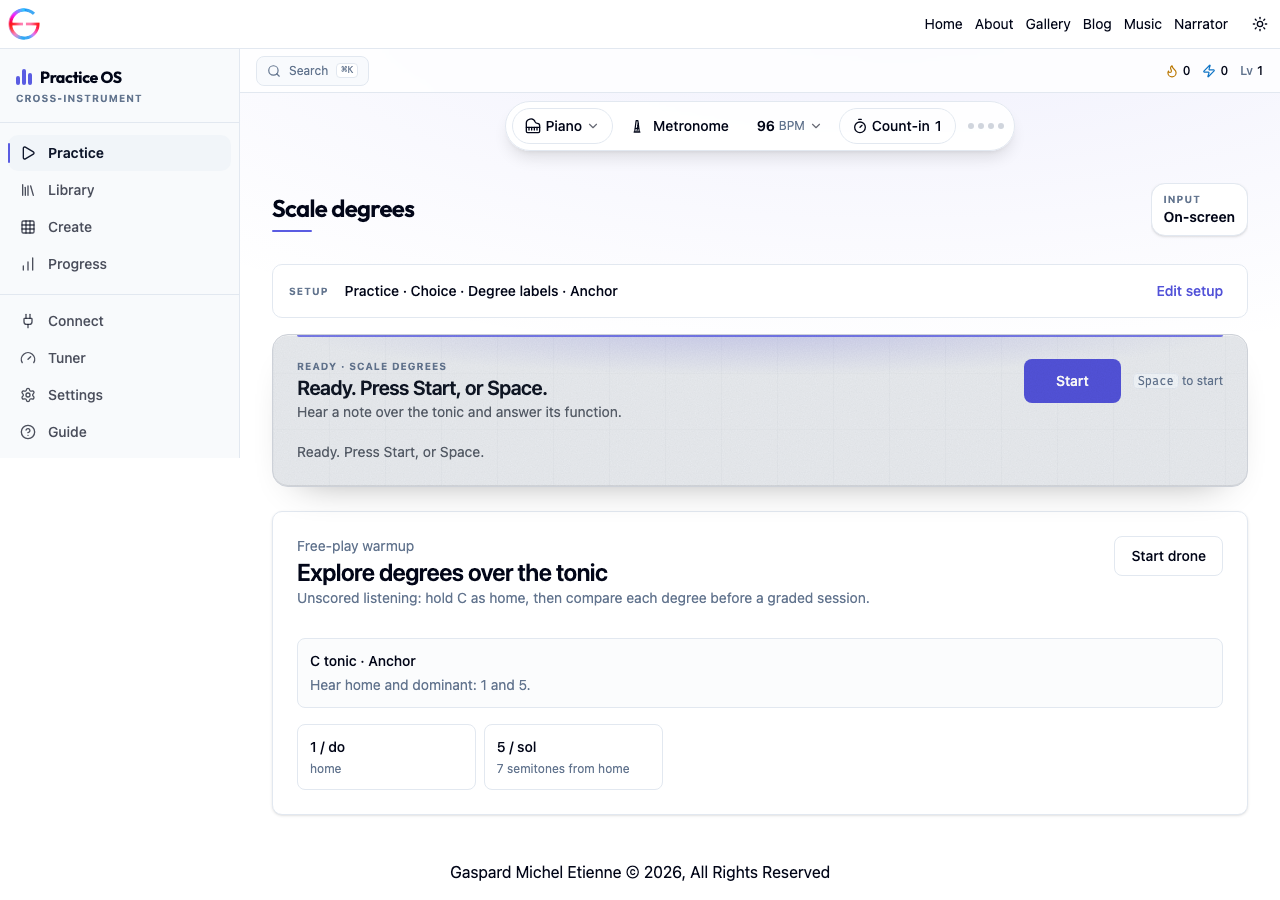 Home About Gallery Blog Music Narrator
Practice OS
CROSS-INSTRUMENT
Search ⌘K
0 0 Lv 1
Piano Metronome 96 BPM Count-in 1
Practice
Library
Create
Progress
Connect
Tuner
Settings
Guide
Scale degrees
INPUT
On-screen
SETUP Practice · Choice · Degree labels · Anchor Edit setup
READY · SCALE DEGREES
Ready. Press Start, or Space.
Hear a note over the tonic and answer its function.
Start Space to start
Ready. Press Start, or Space.
Free-play warmup
Explore degrees over the tonic
Unscored listening: hold C as home, then compare each degree before a graded session.
Start drone
C tonic · Anchor
Hear home and dominant: 1 and 5.
1 / do
home
5 / sol
7 semitones from home
Gaspard Michel Etienne © 2026, All Rights Reserved